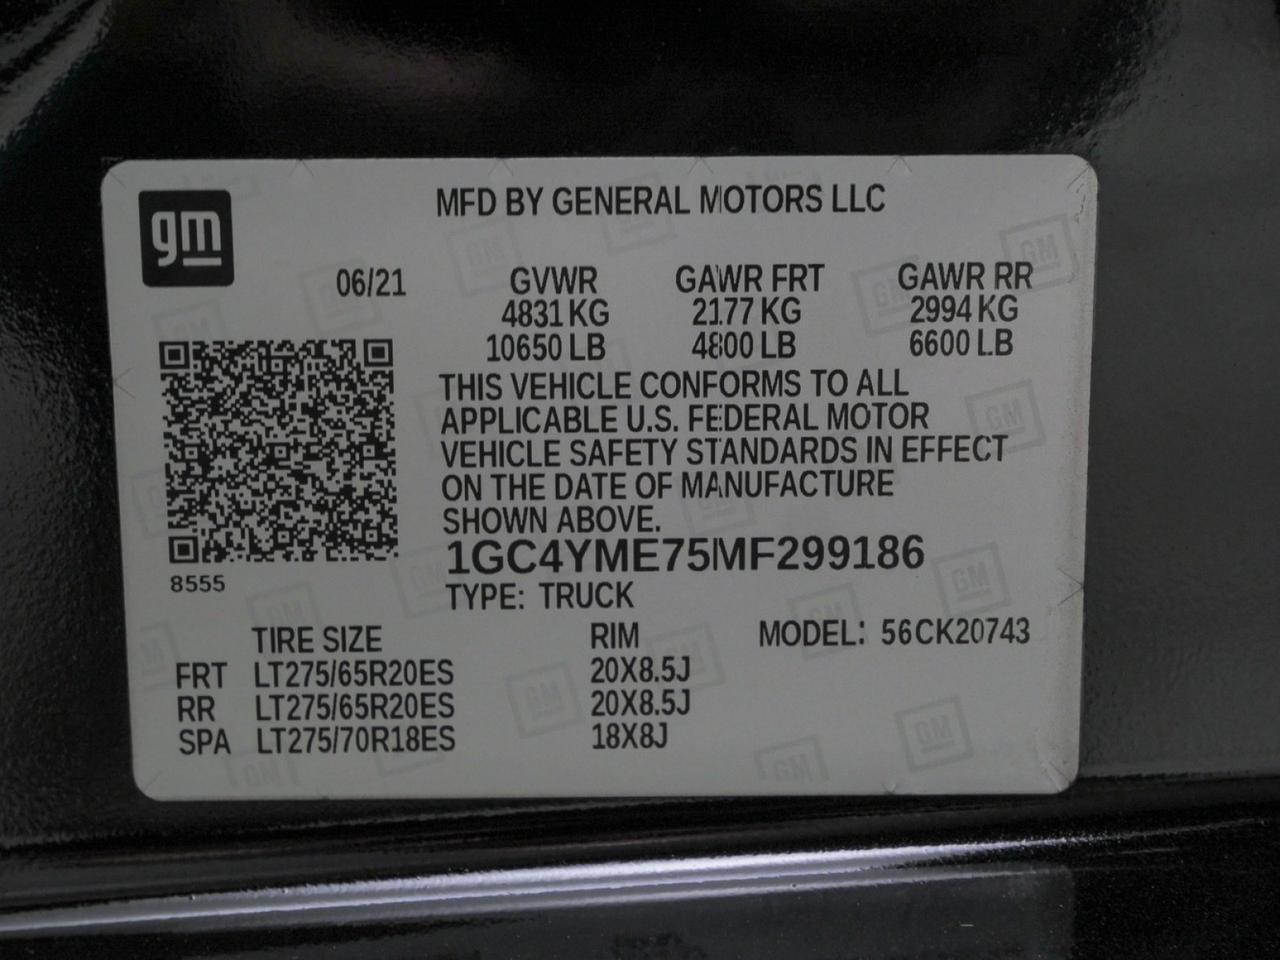 gm
MFD BY GENERAL MOTORS LLC
06/21 GVWR GAWR FRT GAWR RR
4831 KG 2177 KG 2994 KG
10650 LB 4800 LB 6600 LB
THIS VEHICLE CONFORMS TO ALL
APPLICABLE U.S. FEDERAL MOTOR
VEHICLE SAFETY STANDARDS IN EFFECT
ON THE DATE OF MANUFACTURE
SHOWN ABOVE.
1GC4YME75MF299186
8555
TYPE: TRUCK
TIRE SIZE RIM MODEL: 56CK20743
FRT LT275/65R20ES 20X8.5J
RR LT275/65R20ES 20X8.5J
SPA LT275/70R18ES 18X8J